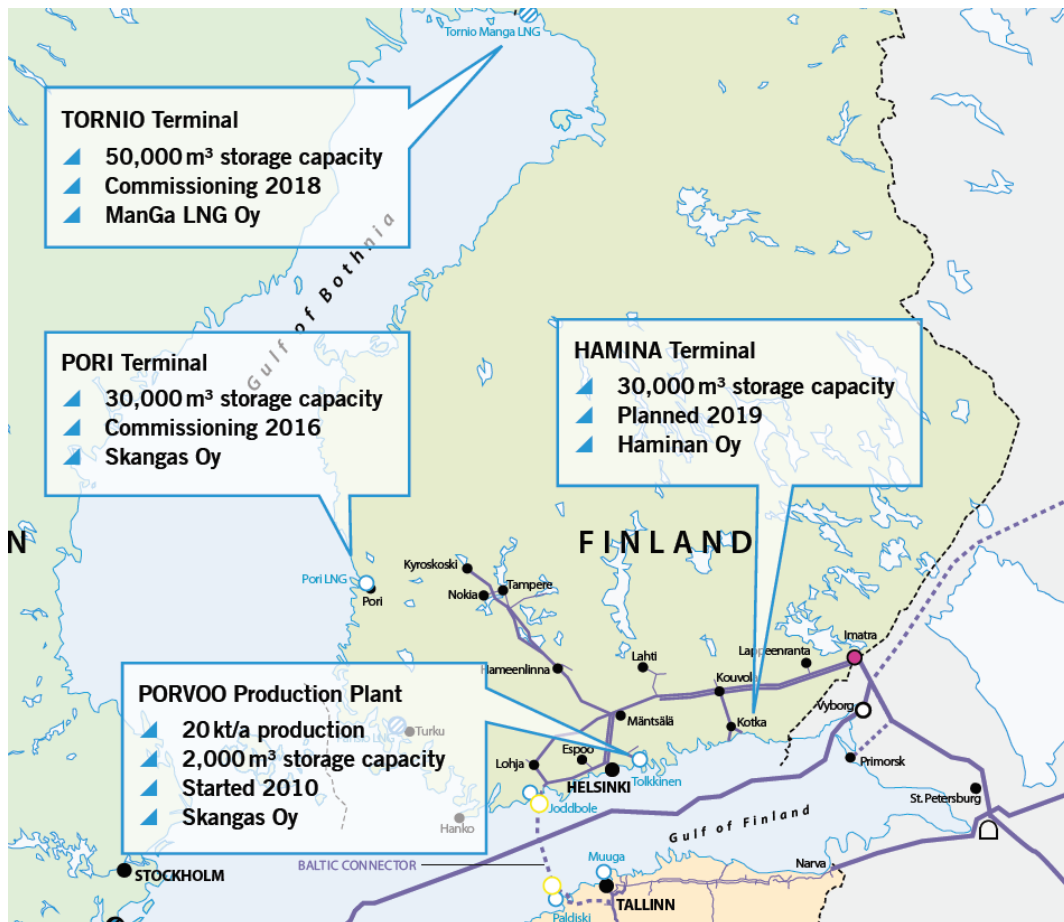 Tornio Manga LNG
TORNIO Terminal
50,000 m³ storage capacity
Commissioning 2018
ManGa LNG Oy
Gulf of Bothnia
PORI Terminal
30,000 m³ storage capacity
Commissioning 2016
Skangas Oy
HAMINA Terminal
30,000 m³ storage capacity
Planned 2019
Haminan Oy
N
FINLAND
Kyroskoski
Pori LNG
Tampere
Nokia
Pori
Imatra
Lahti
Lappeenranta
Hameenlinna
Kouvol
PORVOO Production Plant
20 kt/a production
2,000 m³ storage capacity
Started 2010
Skangas Oy
Vyborg
Mäntsälä
Kotka
Turku
Espoo
Lohja
Primorsk
Tolkkinen
HELSINKI
St. Petersburg
Joddbole
Hanko
Gulf of Finland
BALTIC CONNECTOR
Muuga
Narva
STOCKHOLM
TALLINN
Paldiski